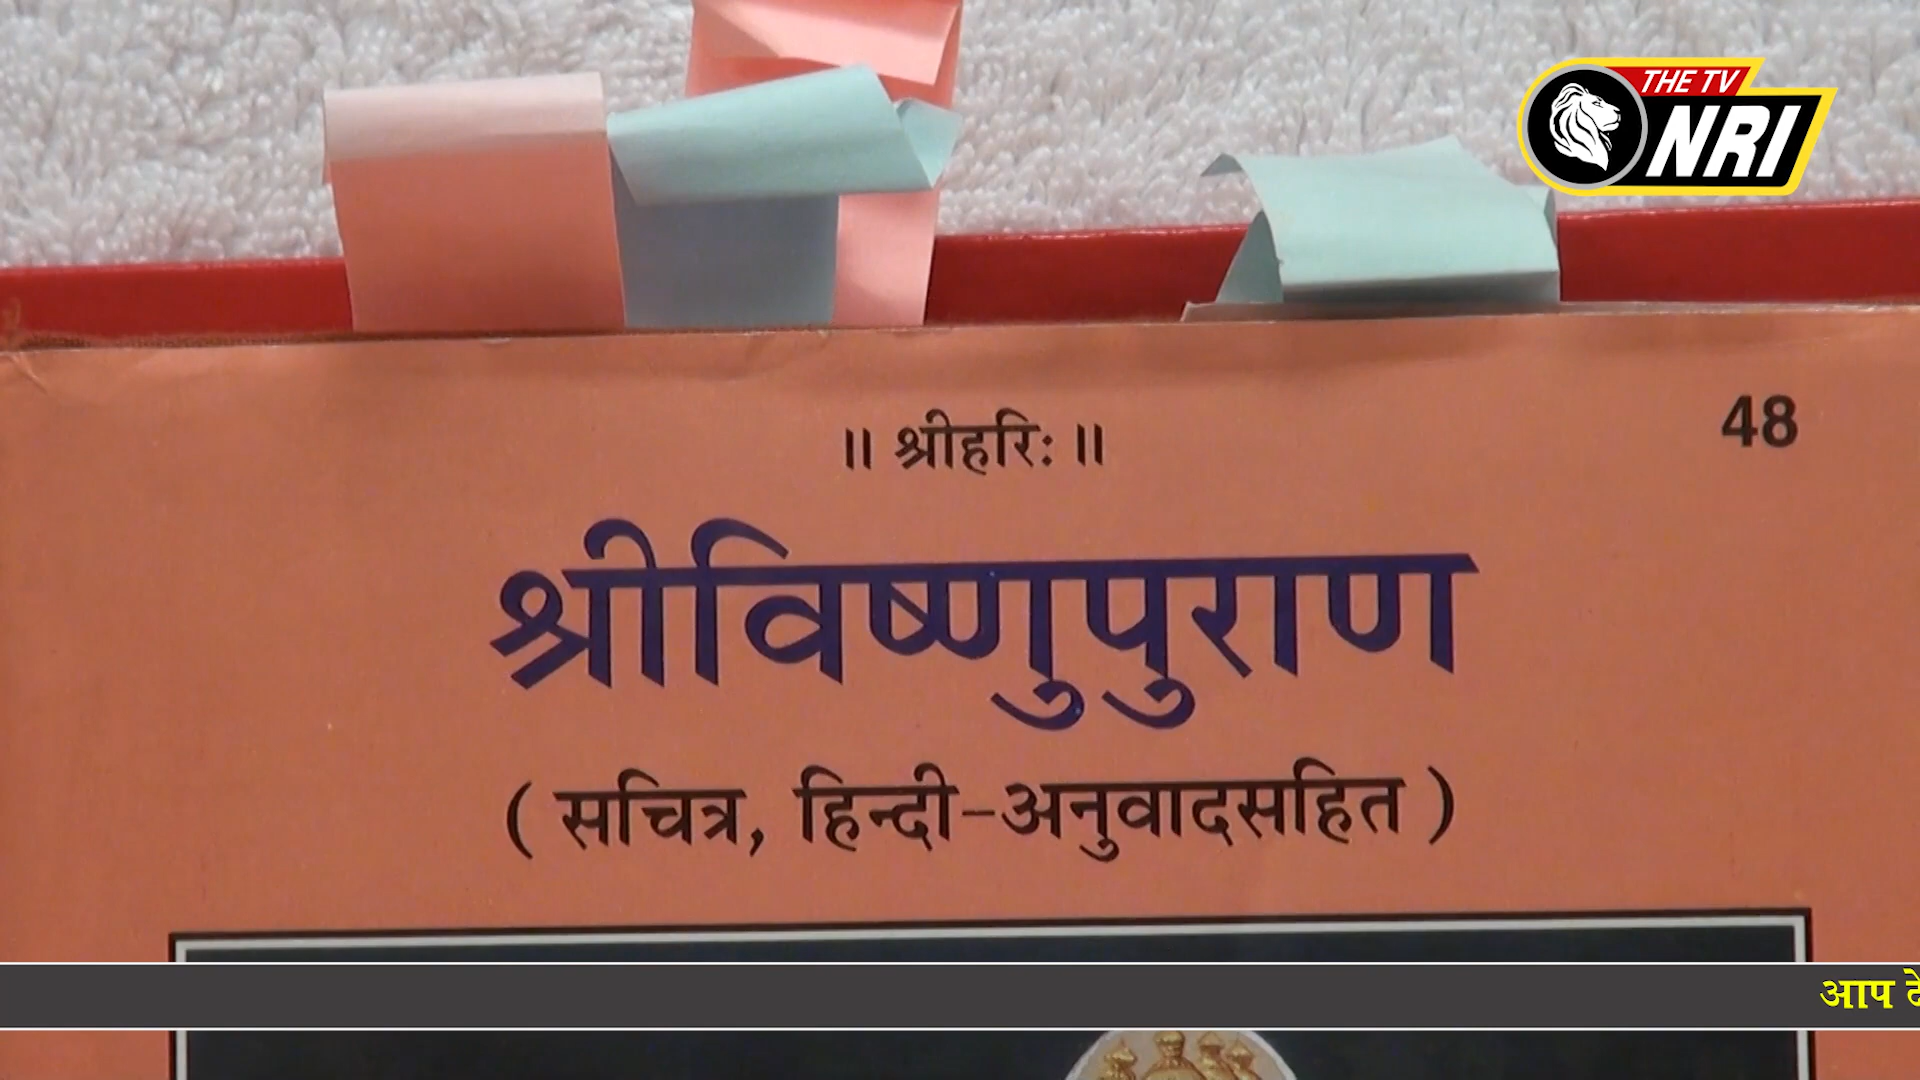 THE TV
NRI
48
॥ श्रीहरिः ॥
श्रीविष्णुपुराण
( सचित्र, हिन्दी-अनुवादसहित )
आप